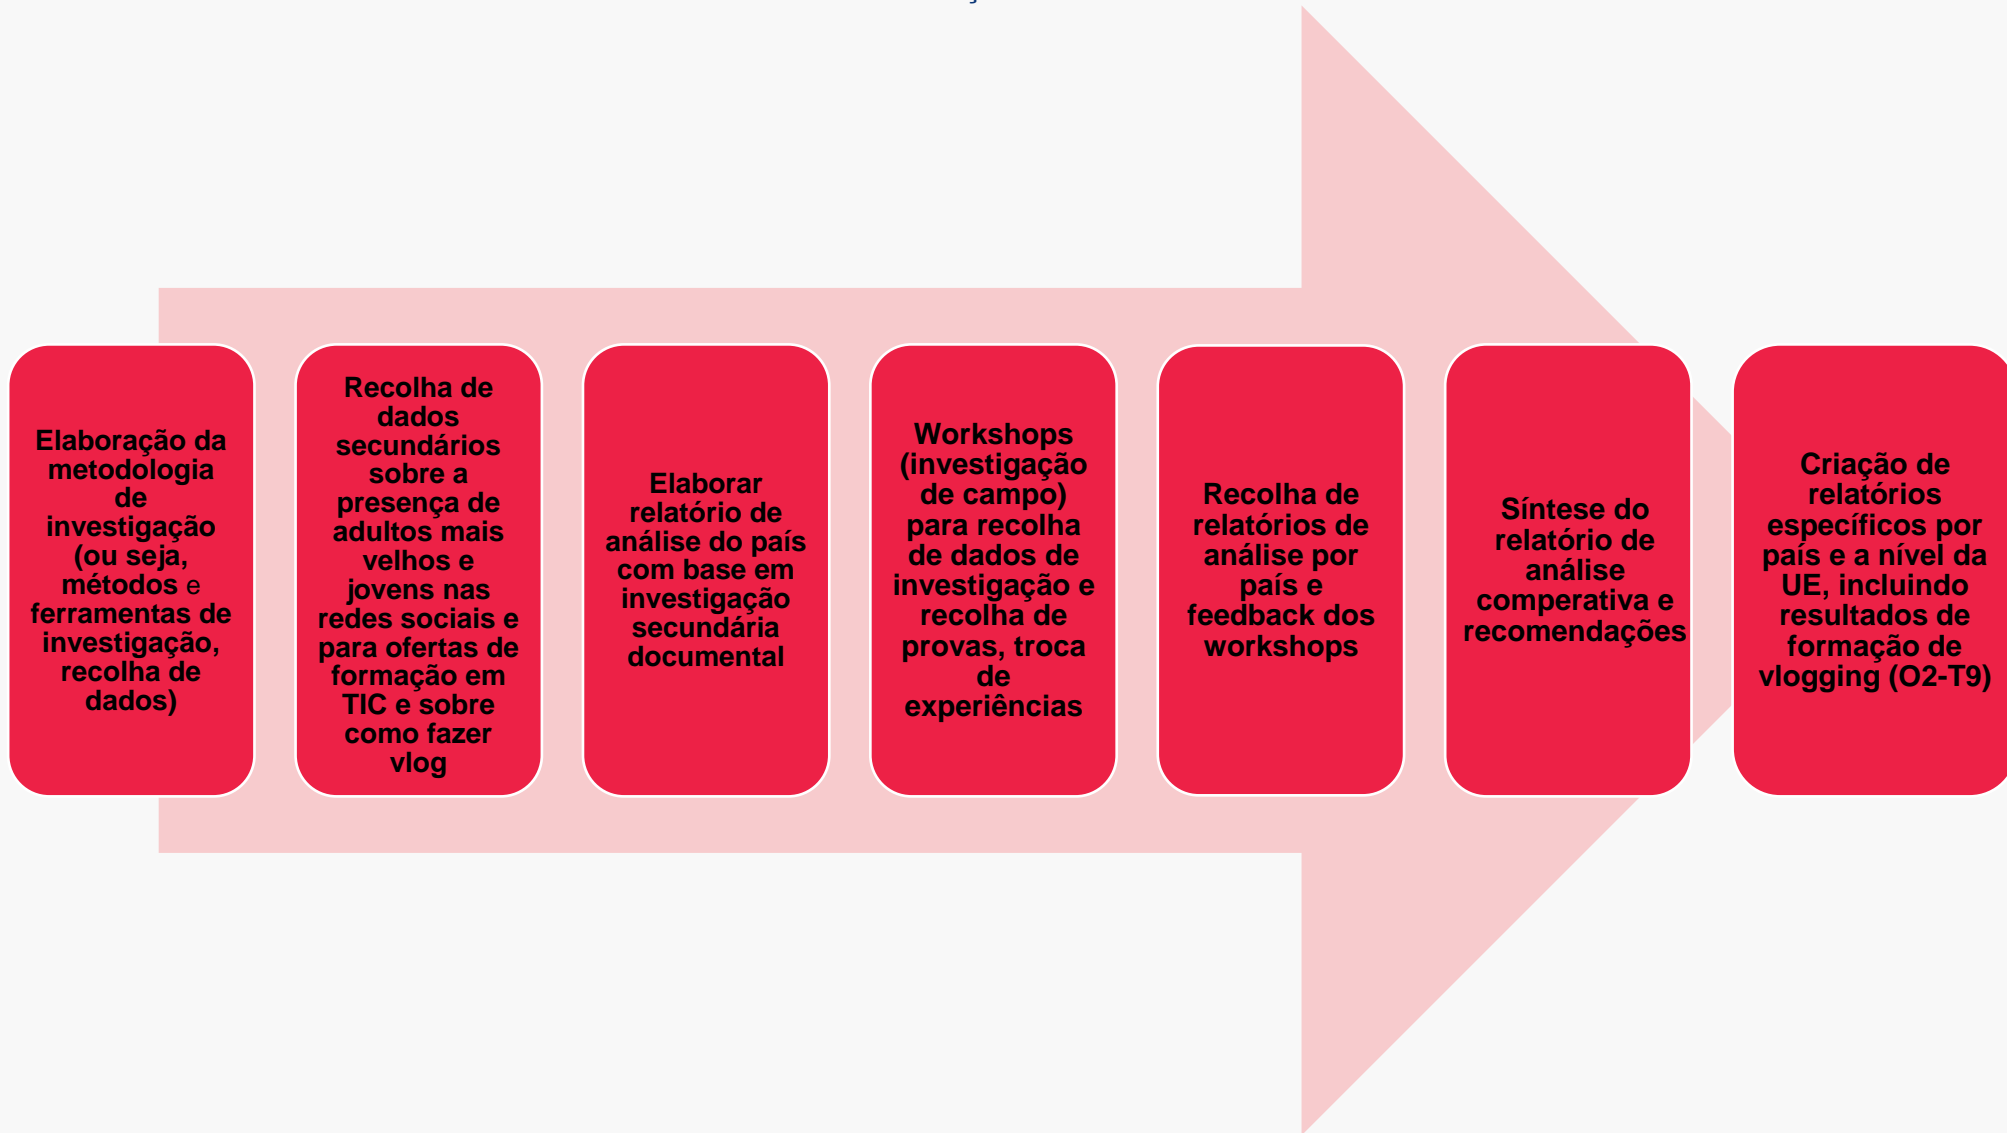 Elaboração da
metodologia
de
investigação
(ou seja,
métodos e
ferramentas de
investigação,
recolha de
dados)
Recolha de
dados
secundários
sobre a
presença de
adultos mais
velhos e
jovens nas
redes sociais e
para ofertas de
formação em
TIC e sobre
como fazer
vlog
Elaborar
relatório de
análise do país
com base em
investigação
secundária
documental
Workshops
(investigação
de campo)
para recolha
de dados de
investigação e
recolha de
provas, troca
de
experiências
Recolha de
relatórios de
análise por
país e
feedback dos
workshops
Síntese do
relatório de
análise
comperativa e
recomendações
Criação de
relatórios
específicos por
país e a nível da
UE, incluindo
resultados de
formação de
vlogging (O2-T9)